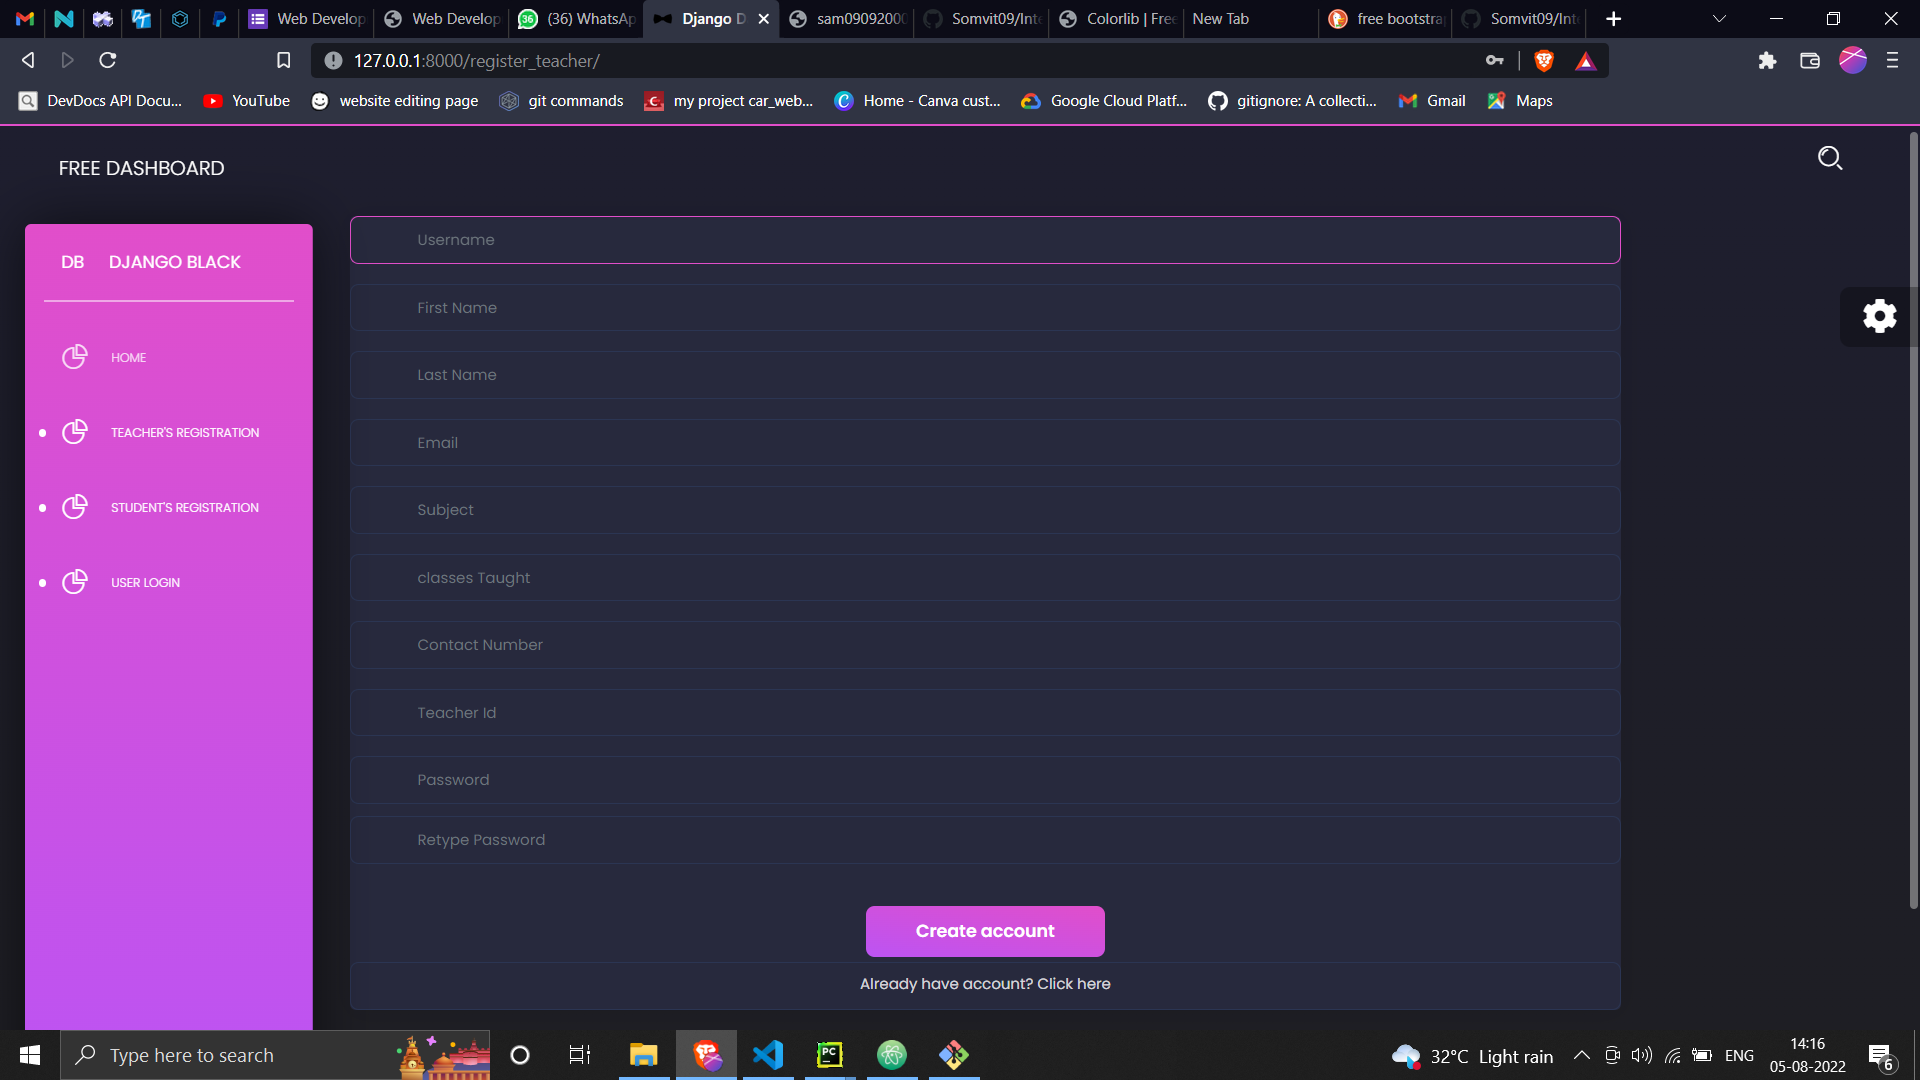 Web Develop
Web Develop
36
(36) WhatsAp
Django D
sam0909200
Somvit09/Inte
Colorlib | Free
New Tab
free bootstra
Somvit09/Int
127.0.0.1:8000/register_teacher/
DevDocs API Docu...
YouTube
website editing page
git commands
my project car_web...
Home - Canva cust...
Google Cloud Platf...
gitignore: A collecti...
Gmail
Maps
FREE DASHBOARD
DB DJANGO BLACK
HOME
TEACHER'S REGISTRATION
STUDENT'S REGISTRATION
USER LOGIN
Username
First Name
Last Name
Email
Subject
classes Taught
Contact Number
Teacher Id
Password
Retype Password
Create account
Already have account? Click here
Type here to search
PC
32°C Light rain
ENG
14:16
05-08-2022
6